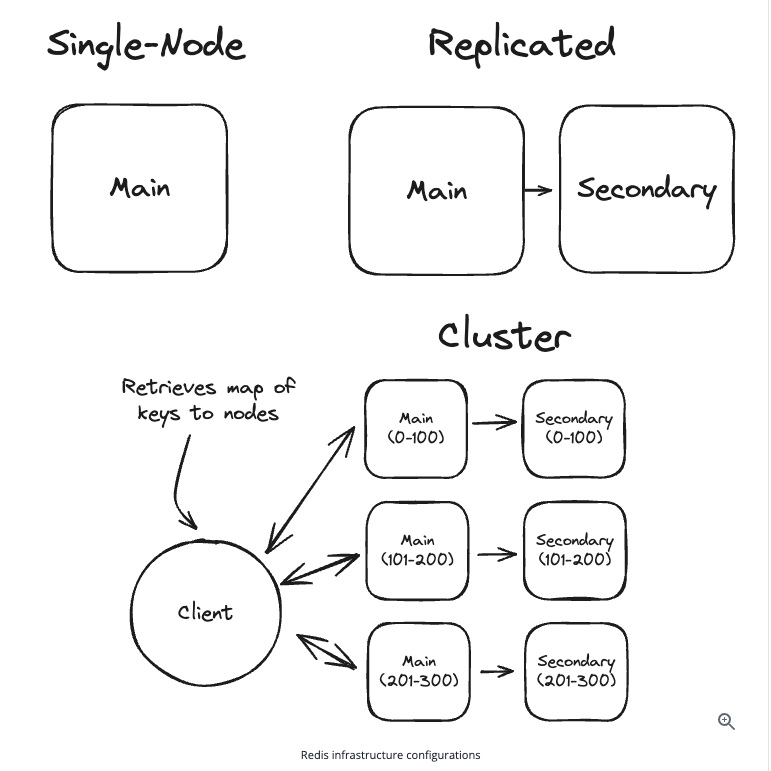 Single-Node
Replicated
Main
Main
Secondary
Cluster
Retrieves map of
keys to nodes
Main
(0-100)
Secondary
(0-100)
Main
(101-200)
Secondary
(101-200)
Client
Main
(201-300)
Secondary
(201-300)
Redis infrastructure configurations